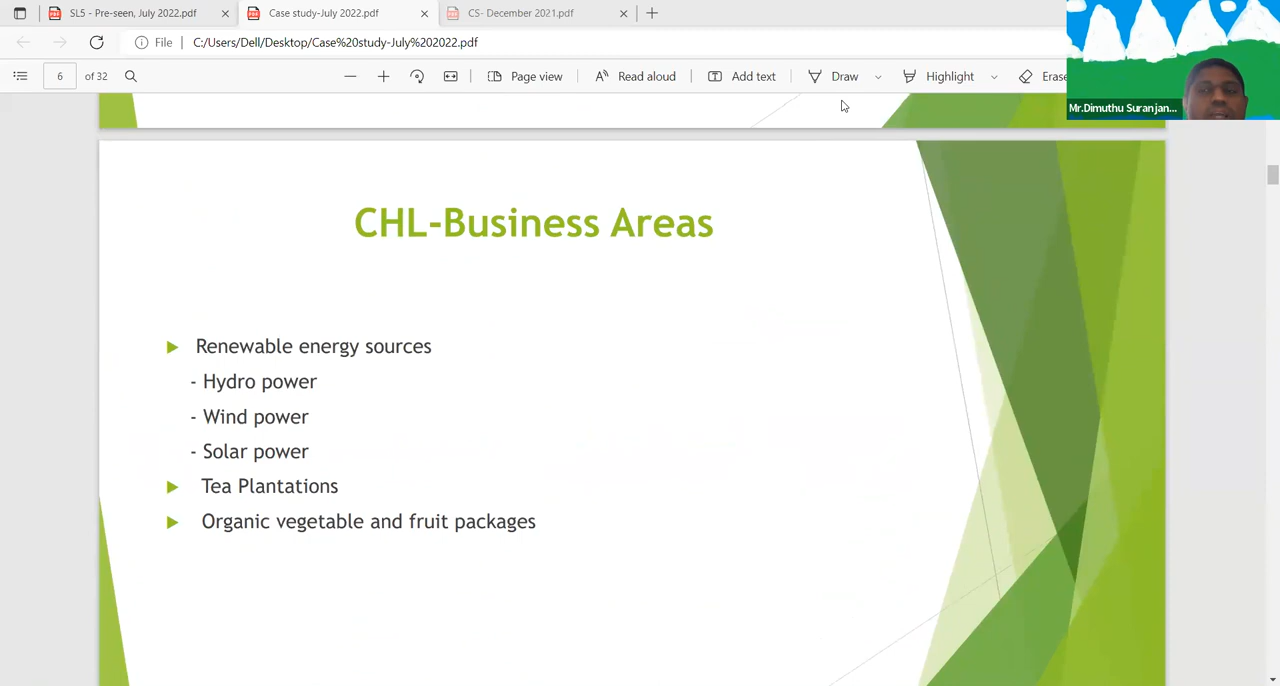 SL5 - Pre-seen, July 2022.pdf
Case study-July 2022.pdf
CS- December 2021.pdf
File
C:/Users/Dell/Desktop/Case%20study-July%202022.pdf
6 of 32
Page view
Read aloud
Add text
Draw
Highlight
Erase
Mr.Dimuthu Suranjan...
CHL-Business Areas
Renewable energy sources
- Hydro power
- Wind power
- Solar power
Tea Plantations
Organic vegetable and fruit packages